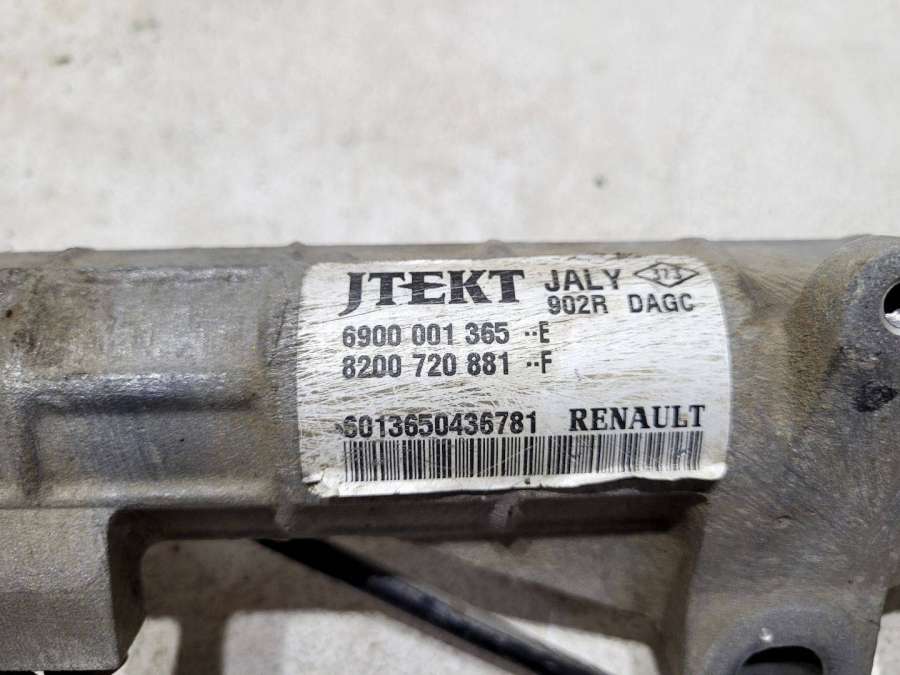 JTEKT JALY
902R DAGC
6900 001 365 ··E
8200 720 881 ··F
6013650436781 RENAULT